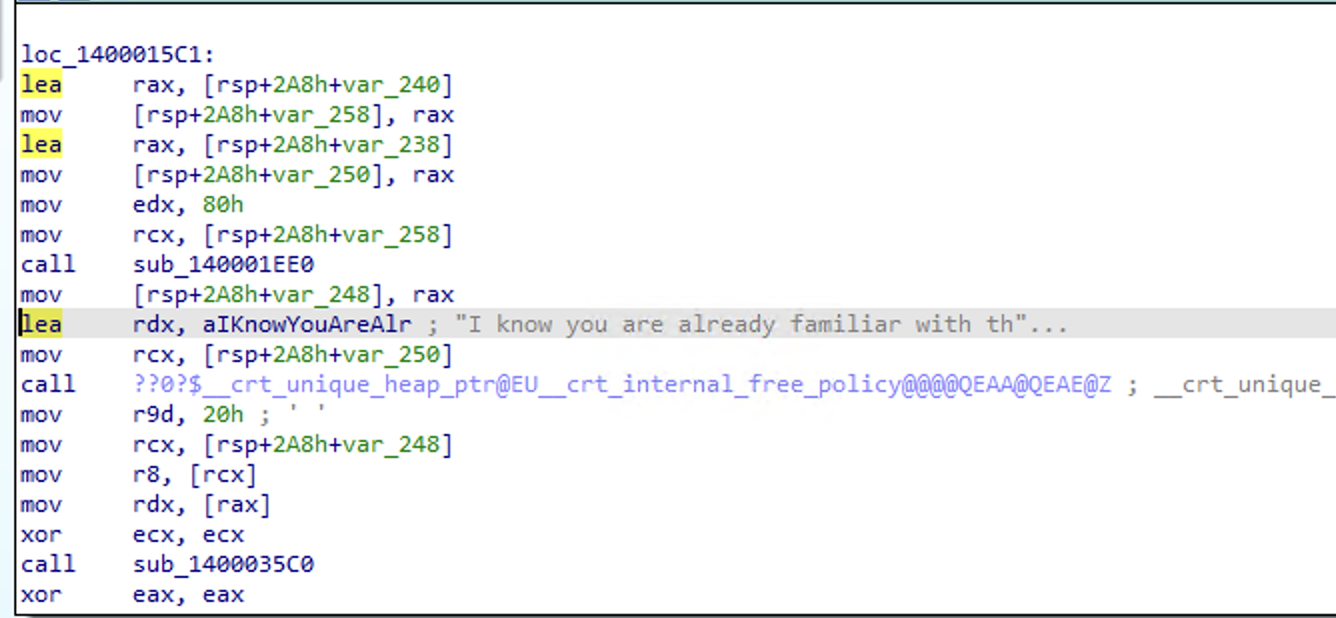 loc_1400015C1:
lea rax, [rsp+2A8h+var_240]
mov [rsp+2A8h+var_258], rax
lea rax, [rsp+2A8h+var_238]
mov [rsp+2A8h+var_250], rax
mov edx, 80h
mov rcx, [rsp+2A8h+var_258]
call sub_140001EE0
mov [rsp+2A8h+var_248], rax
lea rdx, aIKnowYouAreAlr ; "I know you are already familiar with th"...
mov rcx, [rsp+2A8h+var_250]
call ??0?$__crt_unique_heap_ptr@EU__crt_internal_free_policy@@@@QEAA@QEAE@Z ; __crt_unique_
mov r9d, 20h ; ' '
mov rcx, [rsp+2A8h+var_248]
mov r8, [rcx]
mov rdx, [rax]
xor ecx, ecx
call sub_1400035C0
xor eax, eax